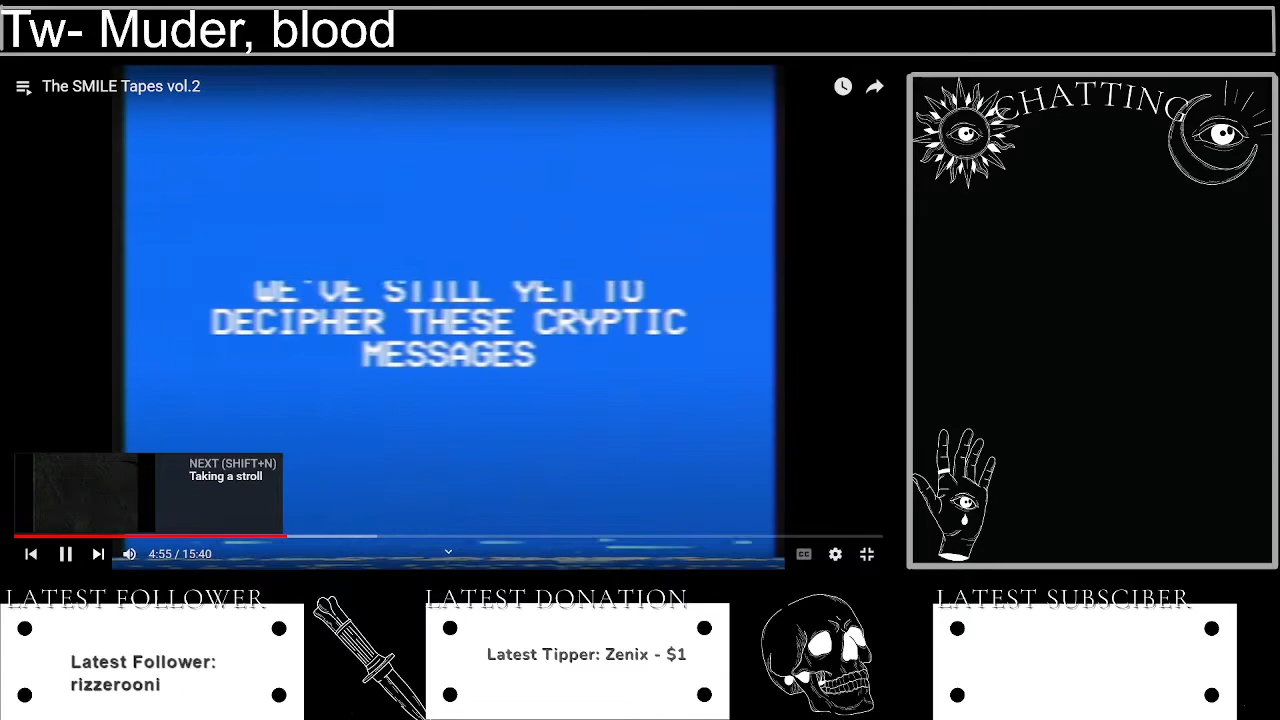 Tw- Muder, blood
The SMILE Tapes vol.2
CHATTING
WE'VE STILL YET TO
DECIPHER THESE CRYPTIC
MESSAGES
NEXT (SHIFT+N)
Taking a stroll
4:55 / 15:40
CC
LATEST FOLLOWER
LATEST DONATION
LATEST SUBSCIBER
Latest Follower:
rizzerooni
Latest Tipper: Zenix - $1